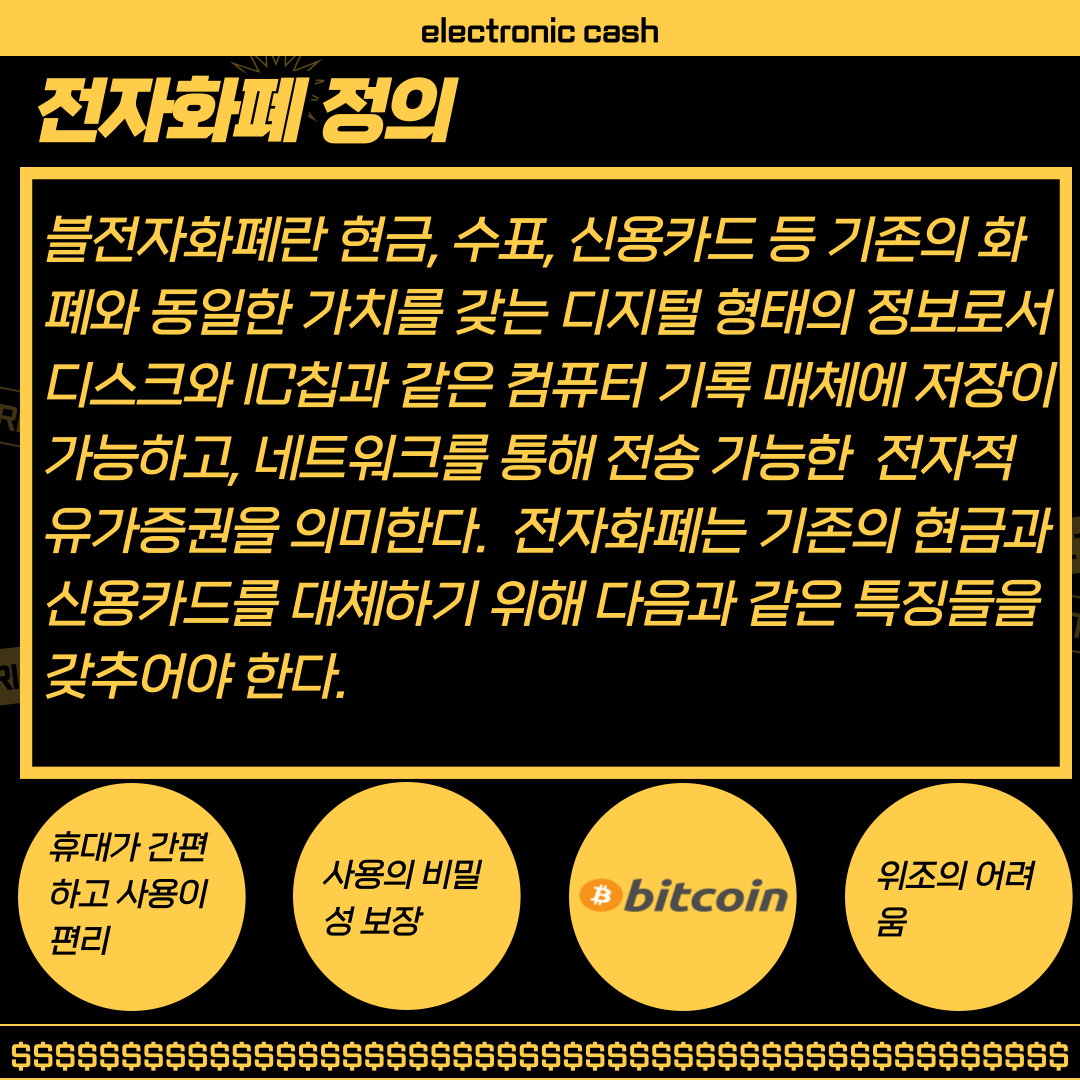 electronic cash
전자화폐 정의
블전자화폐란 현금, 수표, 신용카드 등 기존의 화
폐와 동일한 가치를 갖는 디지털 형태의 정보로서
디스크와 IC칩과 같은 컴퓨터 기록 매체에 저장이
가능하고, 네트워크를 통해 전송 가능한  전자적
유가증권을 의미한다.  전자화폐는 기존의 현금과
신용카드를 대체하기 위해 다음과 같은 특징들을
갖추어야 한다.
휴대가 간편
하고 사용이
편리
사용의 비밀
성 보장
bitcoin
위조의 어려
움
$$$$$$$$$$$$$$$$$$$$$$$$$$$$$$$$$$$$$$$$$$$$$$$$